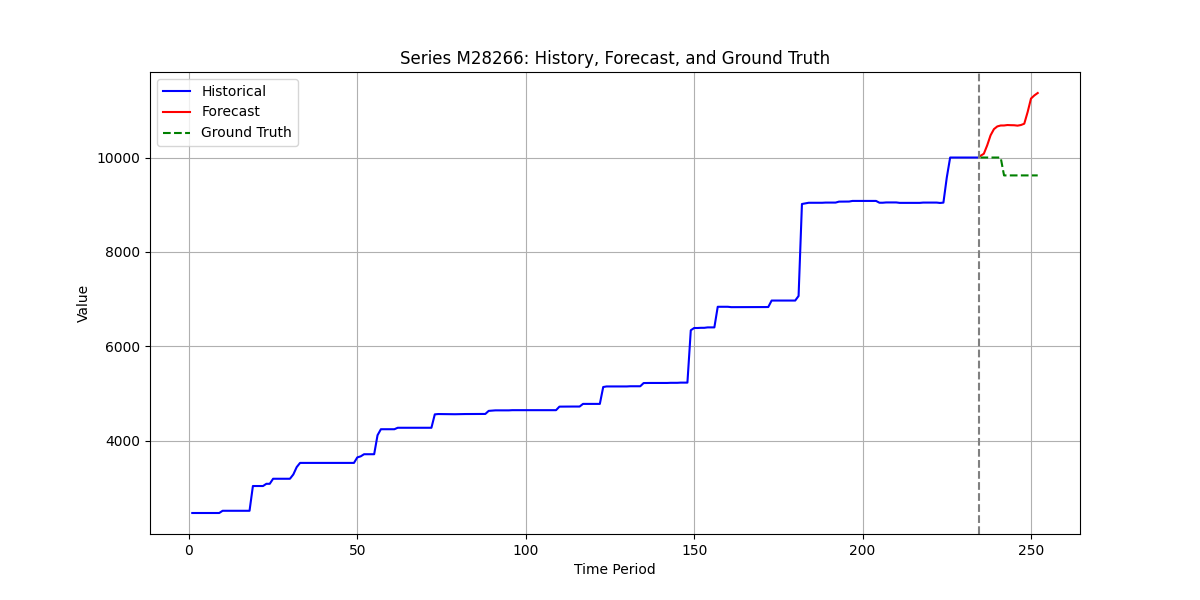 Series M28266: History, Forecast, and Ground Truth
Historical
Forecast
Ground Truth
10000
8000
6000
4000
Value
0 50 100 150 200 250
Time Period